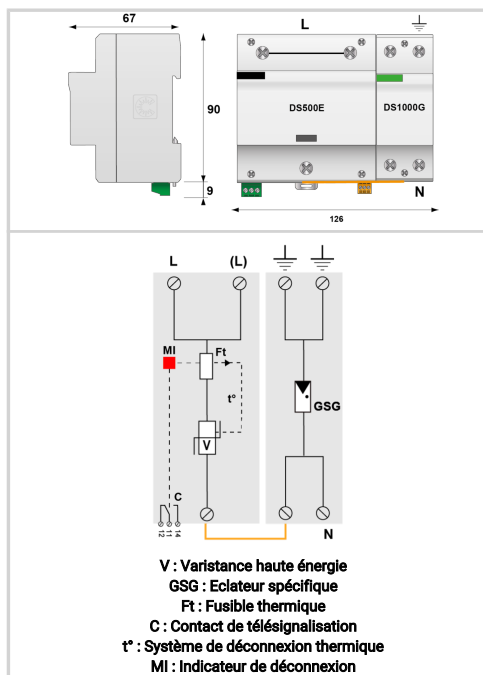 67
L
90
DS500E
DS1000G
9
N
126
L
(L)
MI
Ft
t°
GSG
V
C
12
11
14
N
V : Varistance haute énergie
GSG : Eclateur spécifique
Ft : Fusible thermique
C : Contact de télésignalisation
t° : Système de déconnexion thermique
MI : Indicateur de déconnexion